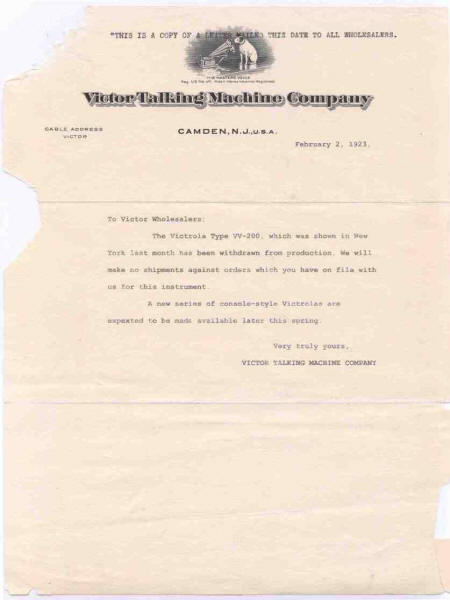 "THIS IS A COPY OF A LETTER MAILED THIS DATE TO ALL WHOLESALERS.
"HIS MASTERS VOICE"
Victor Talking Machine Company
CABLE ADDRESS
VICTOR
CAMDEN, N.J., U.S.A.
February 2, 1923.
To Victor Wholesalers:
The Victrola Type VV-200, which was shown in New
York last month has been withdrawn from production. We will
make no shipments against orders which you have on file with
us for this instrument.
A new series of console-style Victrolas are
expexted to be made available later this spring.
Very truly yours,
VICTOR TALKING MACHINE COMPANY